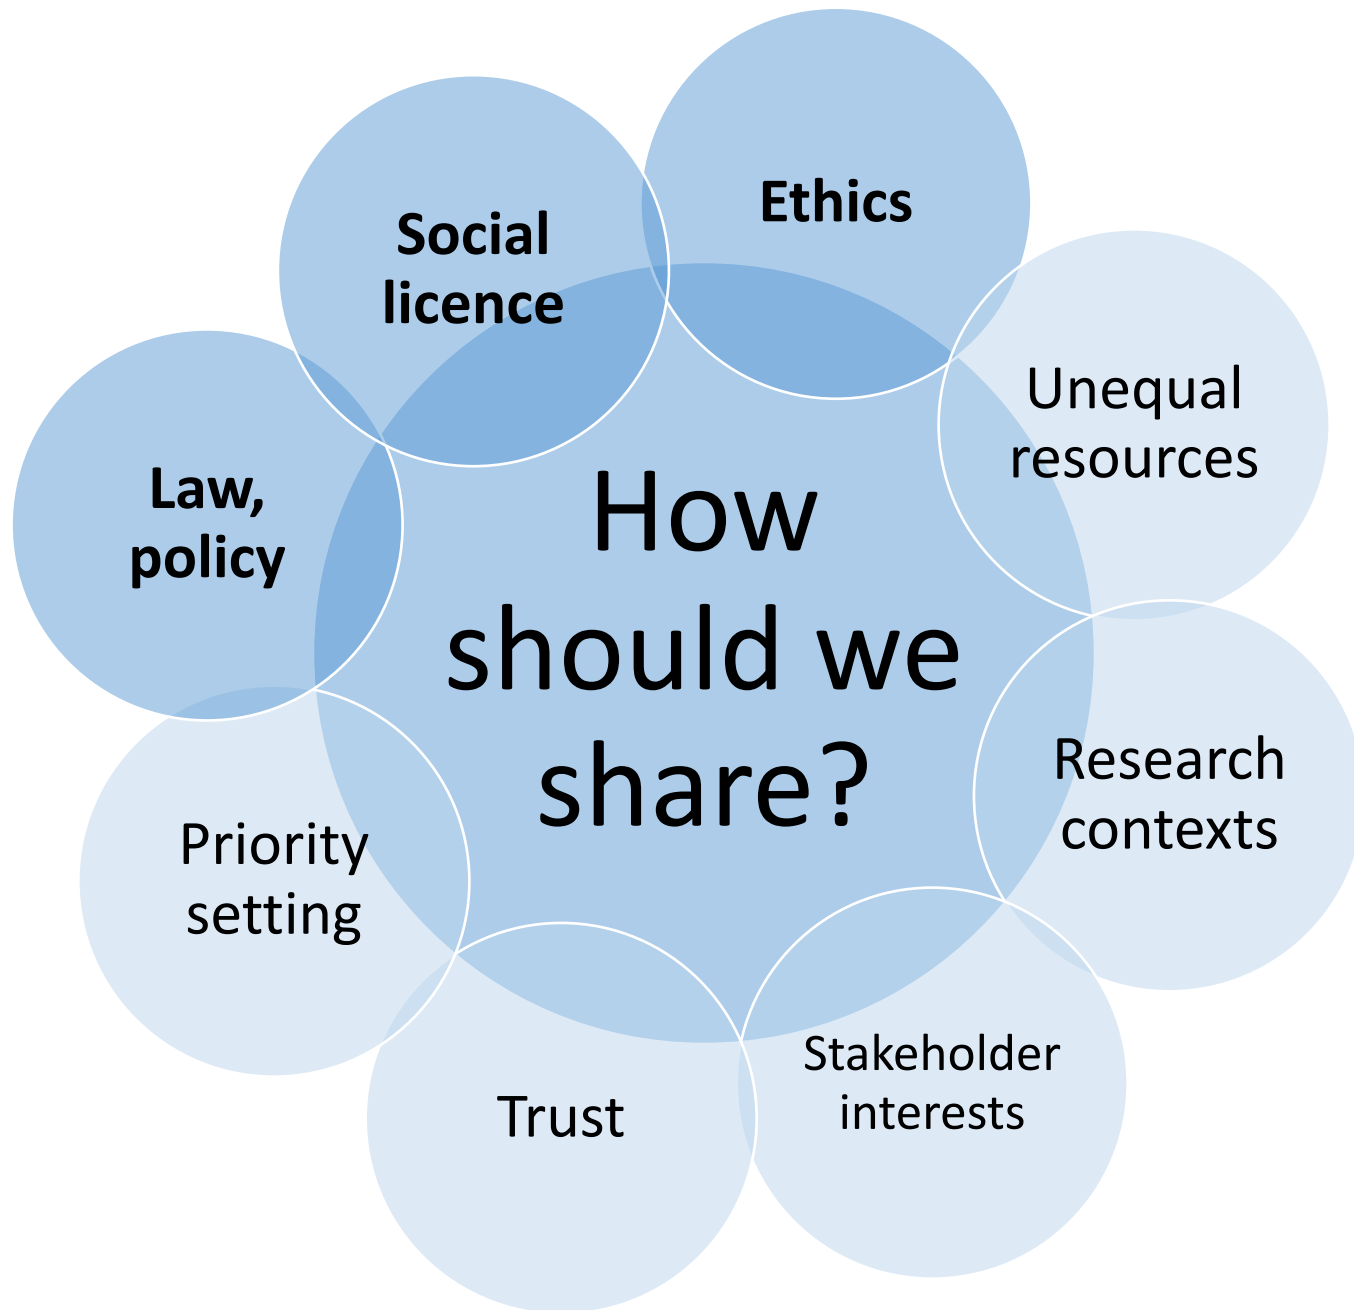 Ethics
Social
licence
Unequal
resources
Law,
policy
How
should we
share?
Research
contexts
Priority
setting
Stakeholder
interests
Trust